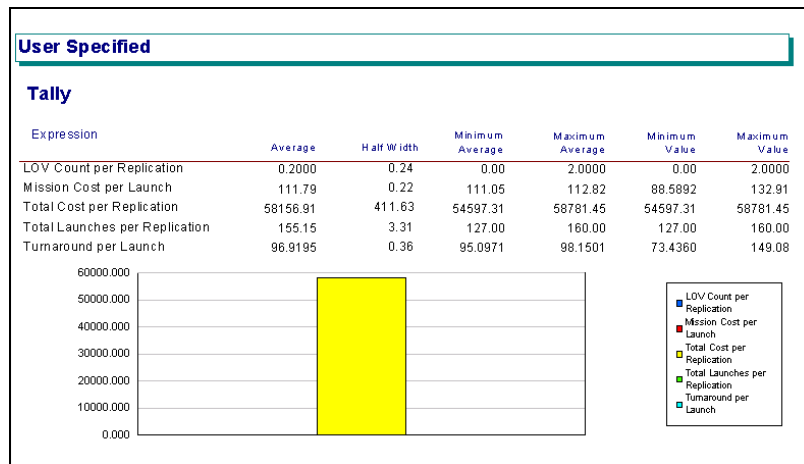 User Specified
Tally
Expression Average Half Width Minimum Average Maximum Average Minimum Value Maximum Value
LOV Count per Replication 0.2000 0.24 0.00 2.0000 0.00 2.0000
Mission Cost per Launch 111.79 0.22 111.05 112.82 88.5892 132.91
Total Cost per Replication 58156.91 411.63 54597.31 58781.45 54597.31 58781.45
Total Launches per Replication 155.15 3.31 127.00 160.00 127.00 160.00
Turnaround per Launch 96.9195 0.36 95.0971 98.1501 73.4360 149.08
60000.000
50000.000
40000.000
30000.000
20000.000
10000.000
0.000
LOV Count per
Replication
Mission Cost per
Launch
Total Cost per
Replication
Total Launches per
Replication
Turnaround per
Launch